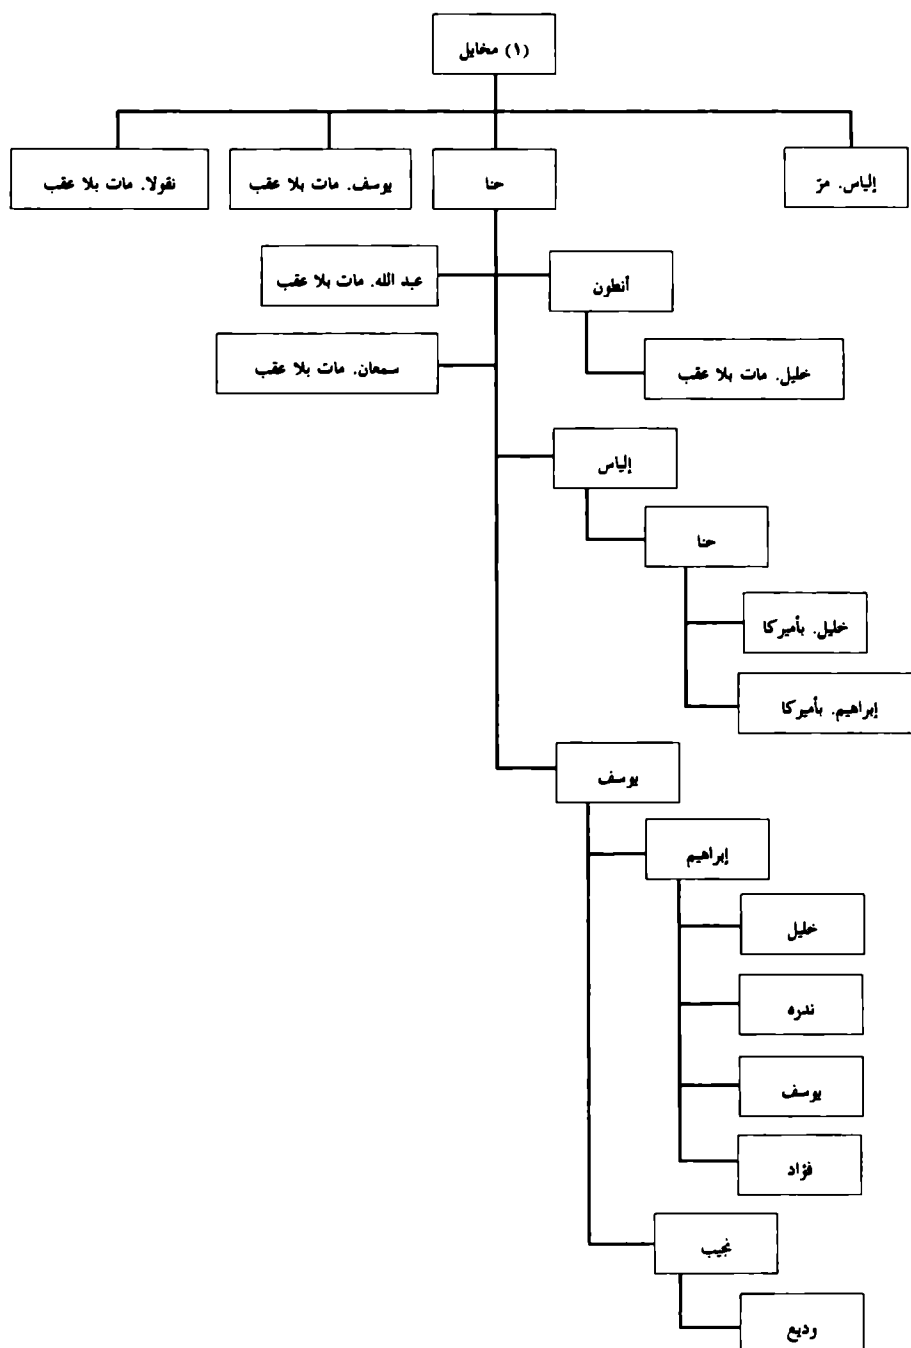 (١) مخايل
إلياس. مرّ
حنا
يوسف. مات بلا عقب
نقولا. مات بلا عقب
أنطون
عبد الله. مات بلا عقب
خليل. مات بلا عقب
سمعان. مات بلا عقب
إلياس
حنا
خليل. بأميركا
إبراهيم. بأميركا
يوسف
إبراهيم
خليل
ندره
يوسف
فؤاد
نجيب
وديع